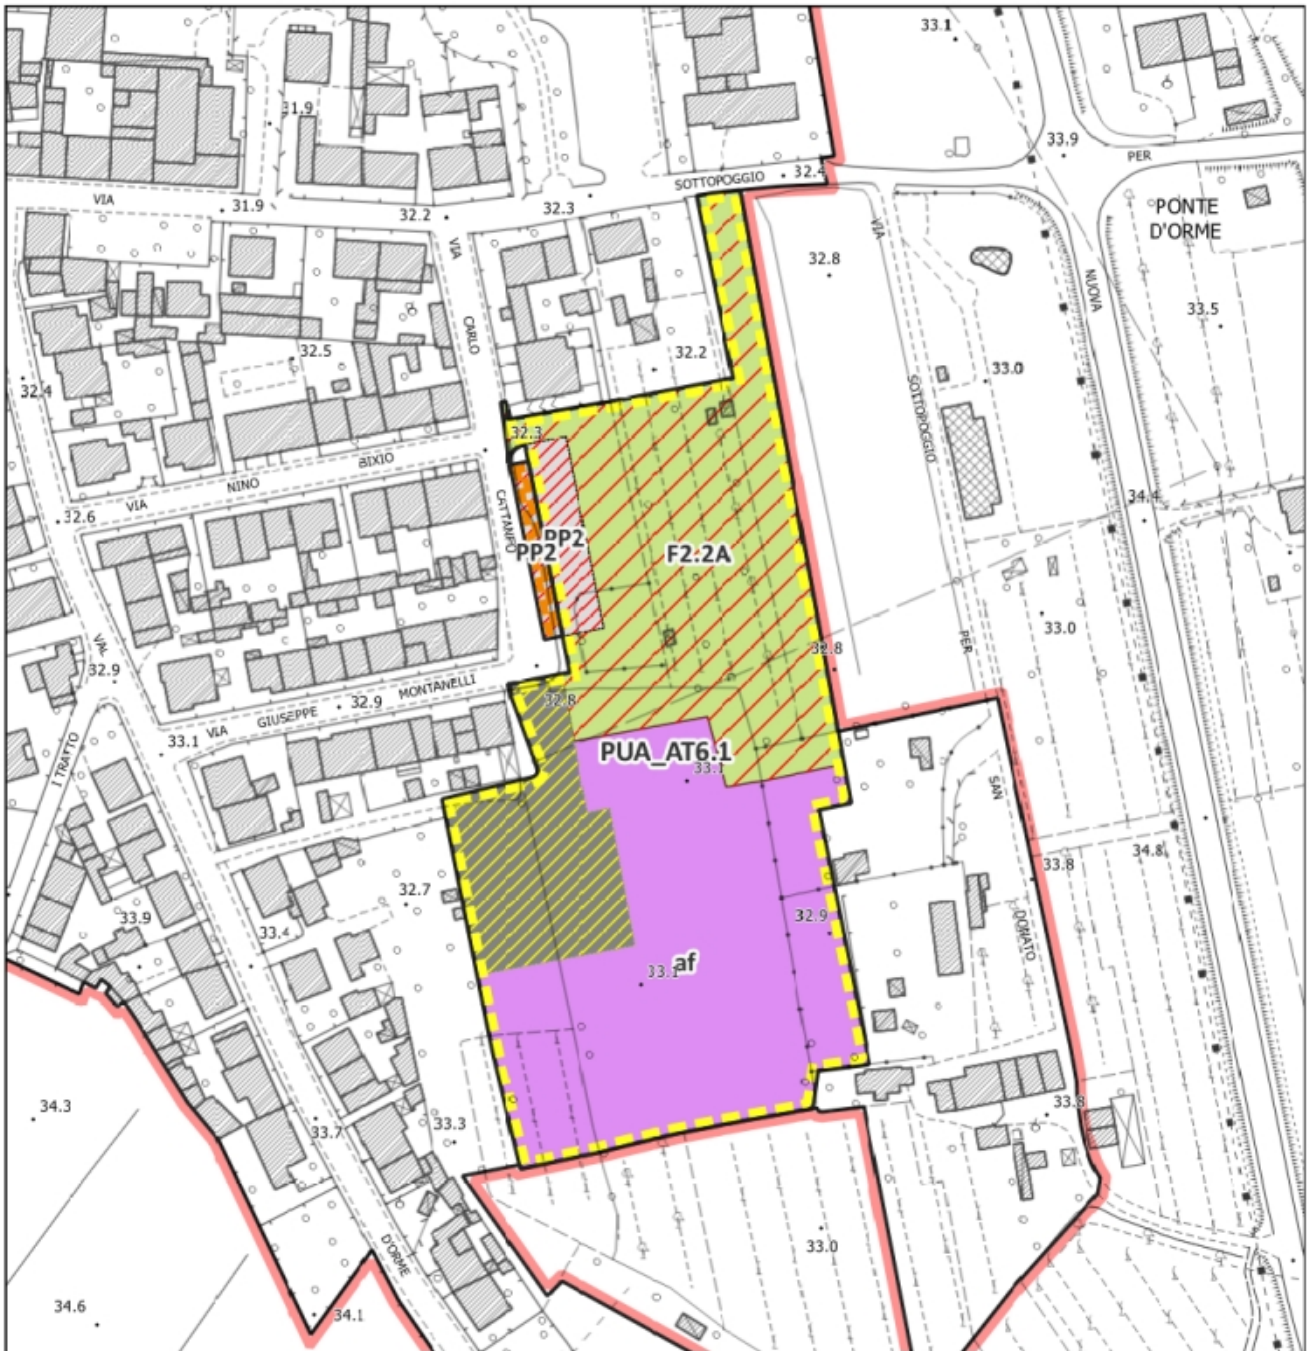 33.1
33.9
PER
31.9
VIA
31.9
32.2
32.3
SOTTOPOGGIO
32.4
PONTE
D'ORME
VIA
VIA
32.8
NUOVA
33.5
CARLO
32.5
32.2
33.0
32.4
SOTTOPOGGIO
32.3
BIXIO
NINO
VIA
32.6
CATTANEO
34.4
PP2
PP2
F2.2A
33.0
PER
32.8
VIA
32.9
MONTANELLI
GIUSEPPE
VIA
32.9
32.8
33.1
I TRATTO
PUA_AT6.1
33.1
SAN
33.8
34.8
32.7
33.9
33.4
32.9
DONATO
33.1
af
34.3
33.7
33.3
33.8
33.0
D'ORME
34.6
34.1